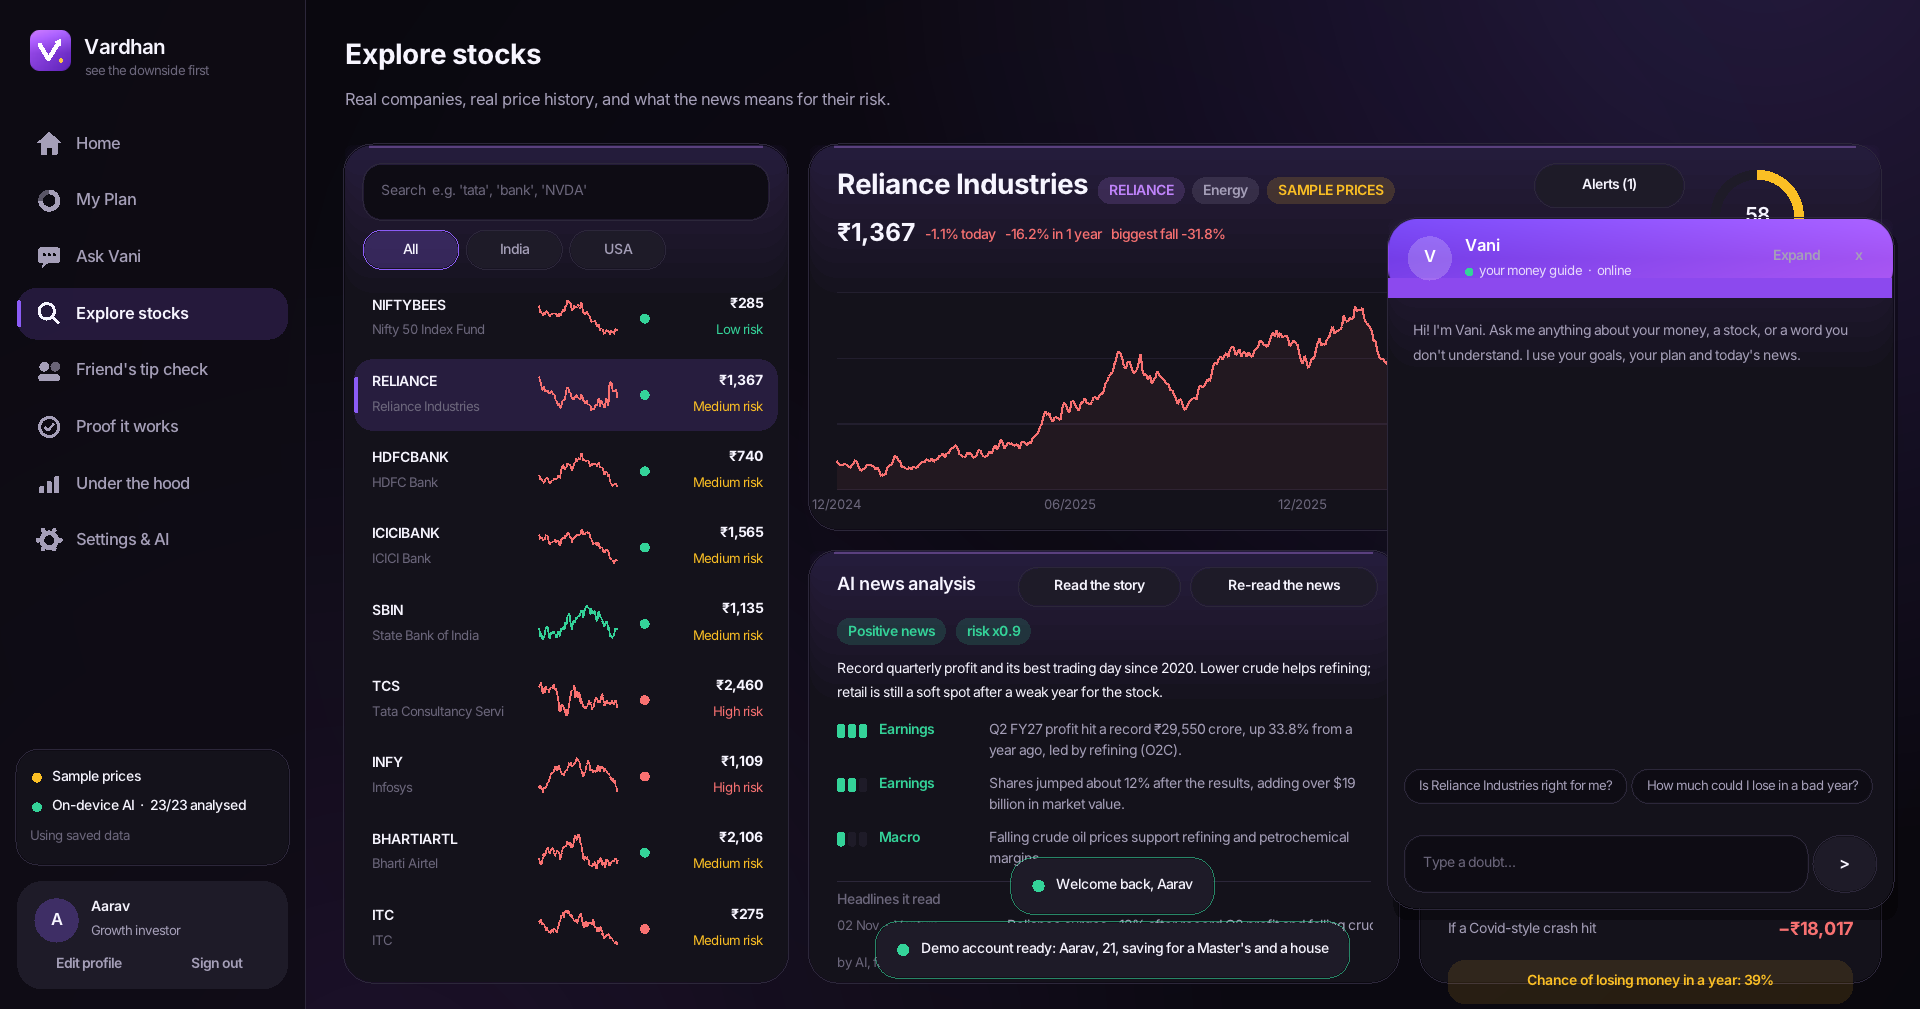 Vardhan
see the downside first
Home
My Plan
Ask Vani
Explore stocks
Friend's tip check
Proof it works
Under the hood
Settings & AI
Sample prices
On-device AI · 23/23 analysed
Using saved data
A
Aarav
Growth investor
Edit profile
Sign out
Explore stocks
Real companies, real price history, and what the news means for their risk.
Search e.g. 'tata', 'bank', 'NVDA'
All
India
USA
NIFTYBEES ₹285
Nifty 50 Index Fund Low risk
RELIANCE ₹1,367
Reliance Industries Medium risk
HDFCBANK ₹740
HDFC Bank Medium risk
ICICIBANK ₹1,565
ICICI Bank Medium risk
SBIN ₹1,135
State Bank of India Medium risk
TCS ₹2,460
Tata Consultancy Servi High risk
INFY ₹1,109
Infosys High risk
BHARTIARTL ₹2,106
Bharti Airtel Medium risk
ITC ₹275
ITC Medium risk
Reliance Industries RELIANCE Energy SAMPLE PRICES
Alerts (1)
58
₹1,367 -1.1% today -16.2% in 1 year biggest fall -31.8%
12/2024 06/2025 12/2025
AI news analysis
Read the story
Re-read the news
Positive news risk x0.9
Record quarterly profit and its best trading day since 2020. Lower crude helps refining;
retail is still a soft spot after a weak year for the stock.
Earnings Q2 FY27 profit hit a record ₹29,550 crore, up 33.8% from a
year ago, led by refining (O2C).
Earnings Shares jumped about 12% after the results, adding over $19
billion in market value.
Macro Falling crude oil prices support refining and petrochemical
margins
Headlines it read
02 Nov
by AI,
Welcome back, Aarav
Demo account ready: Aarav, 21, saving for a Master's and a house
V
Vani
your money guide · online
Expand
x
Hi! I'm Vani. Ask me anything about your money, a stock, or a word you
don't understand. I use your goals, your plan and today's news.
Is Reliance Industries right for me?
How much could I lose in a bad year?
Type a doubt...
>
If a Covid-style crash hit −₹18,017
Chance of losing money in a year: 39%